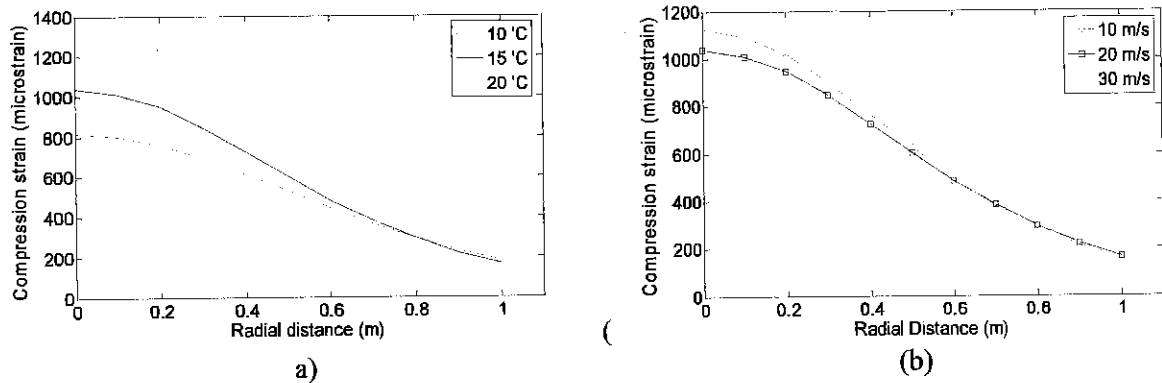 1400
1200
1000
800
600
400
200
0
Compression strain (microstrain)
0 0.2 0.4 0.6 0.8 1
Radial distance (m)
10 'C
15 'C
20 'C
a)
1200
1000
800
600
400
200
0
Compression strain (microstrain)
0 0.2 0.4 0.6 0.8 1
Radial Distance (m)
10 m/s
20 m/s
30 m/s
(
(b)